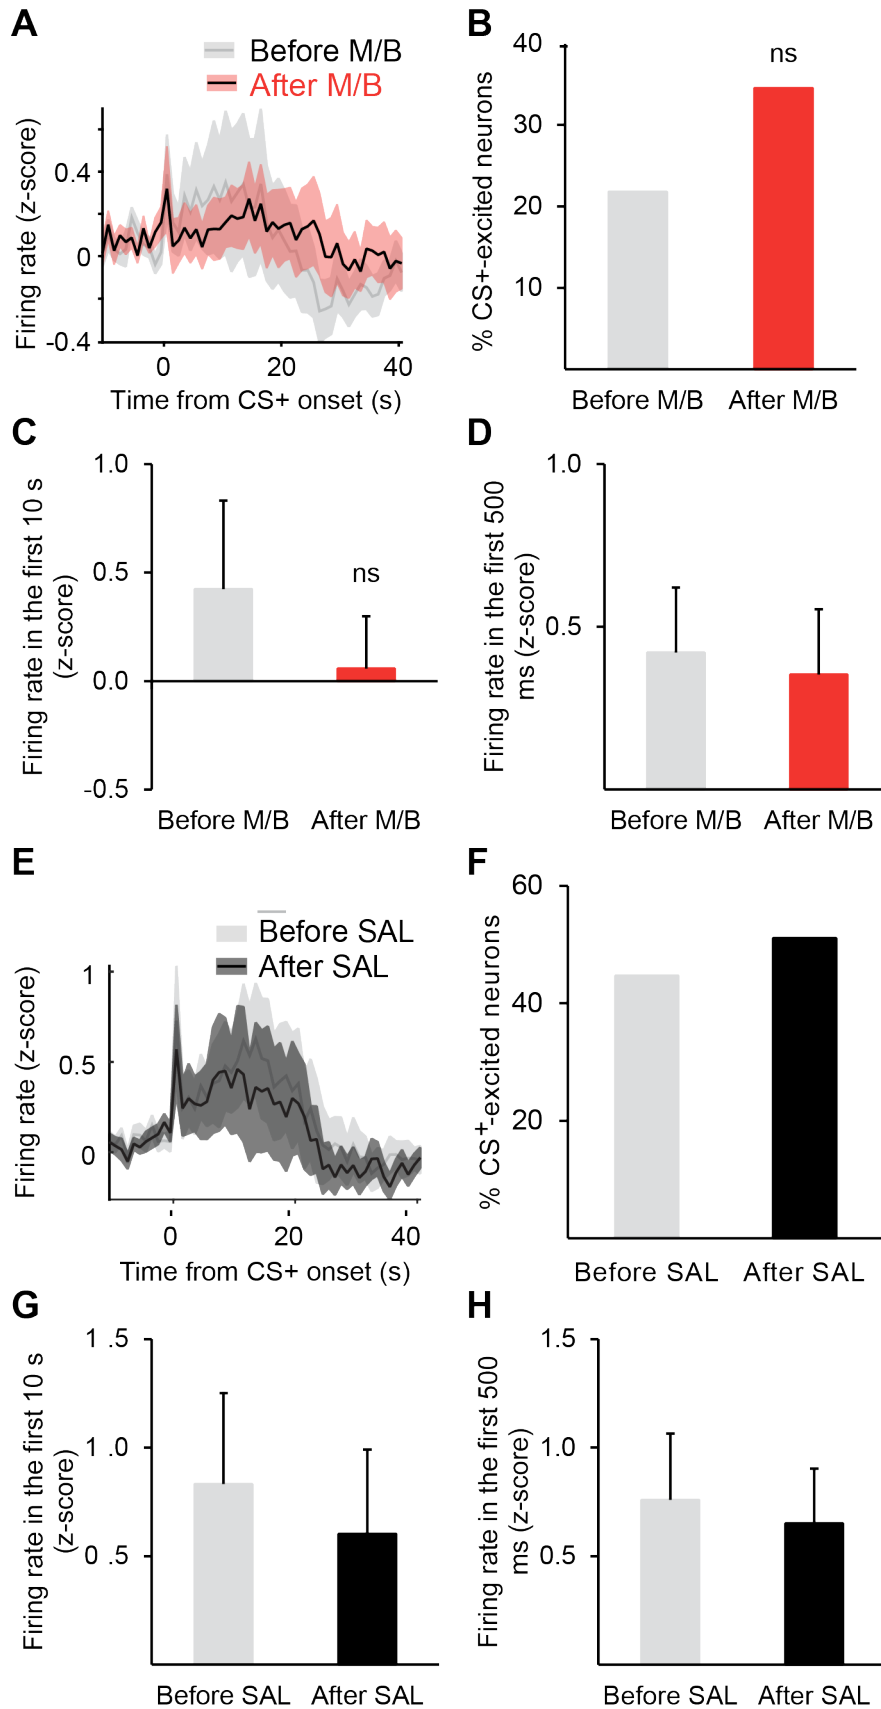 A
Before M/B
After M/B
Firing rate (z-score)
0.4
0
-0.4
0
20
40
Time from CS+ onset (s)
B
ns
% CS+-excited neurons
40
30
20
10
Before M/B
After M/B
C
Firing rate in the first 10 s
(z-score)
1.0
0.5
0.0
-0.5
ns
Before M/B
After M/B
D
Firing rate in the first 500
ms (z-score)
1.0
0.5
Before M/B
After M/B
E
Before SAL
After SAL
Firing rate (z-score)
1
0.5
0
0
20
40
Time from CS+ onset (s)
F
% CS+-excited neurons
60
40
20
Before SAL
After SAL
G
Firing rate in the first 10 s
(z-score)
1 .5
1 .0
0 .5
Before SAL
After SAL
H
Firing rate in the first 500
ms (z-score)
1.5
1.0
0.5
Before SAL
After SAL